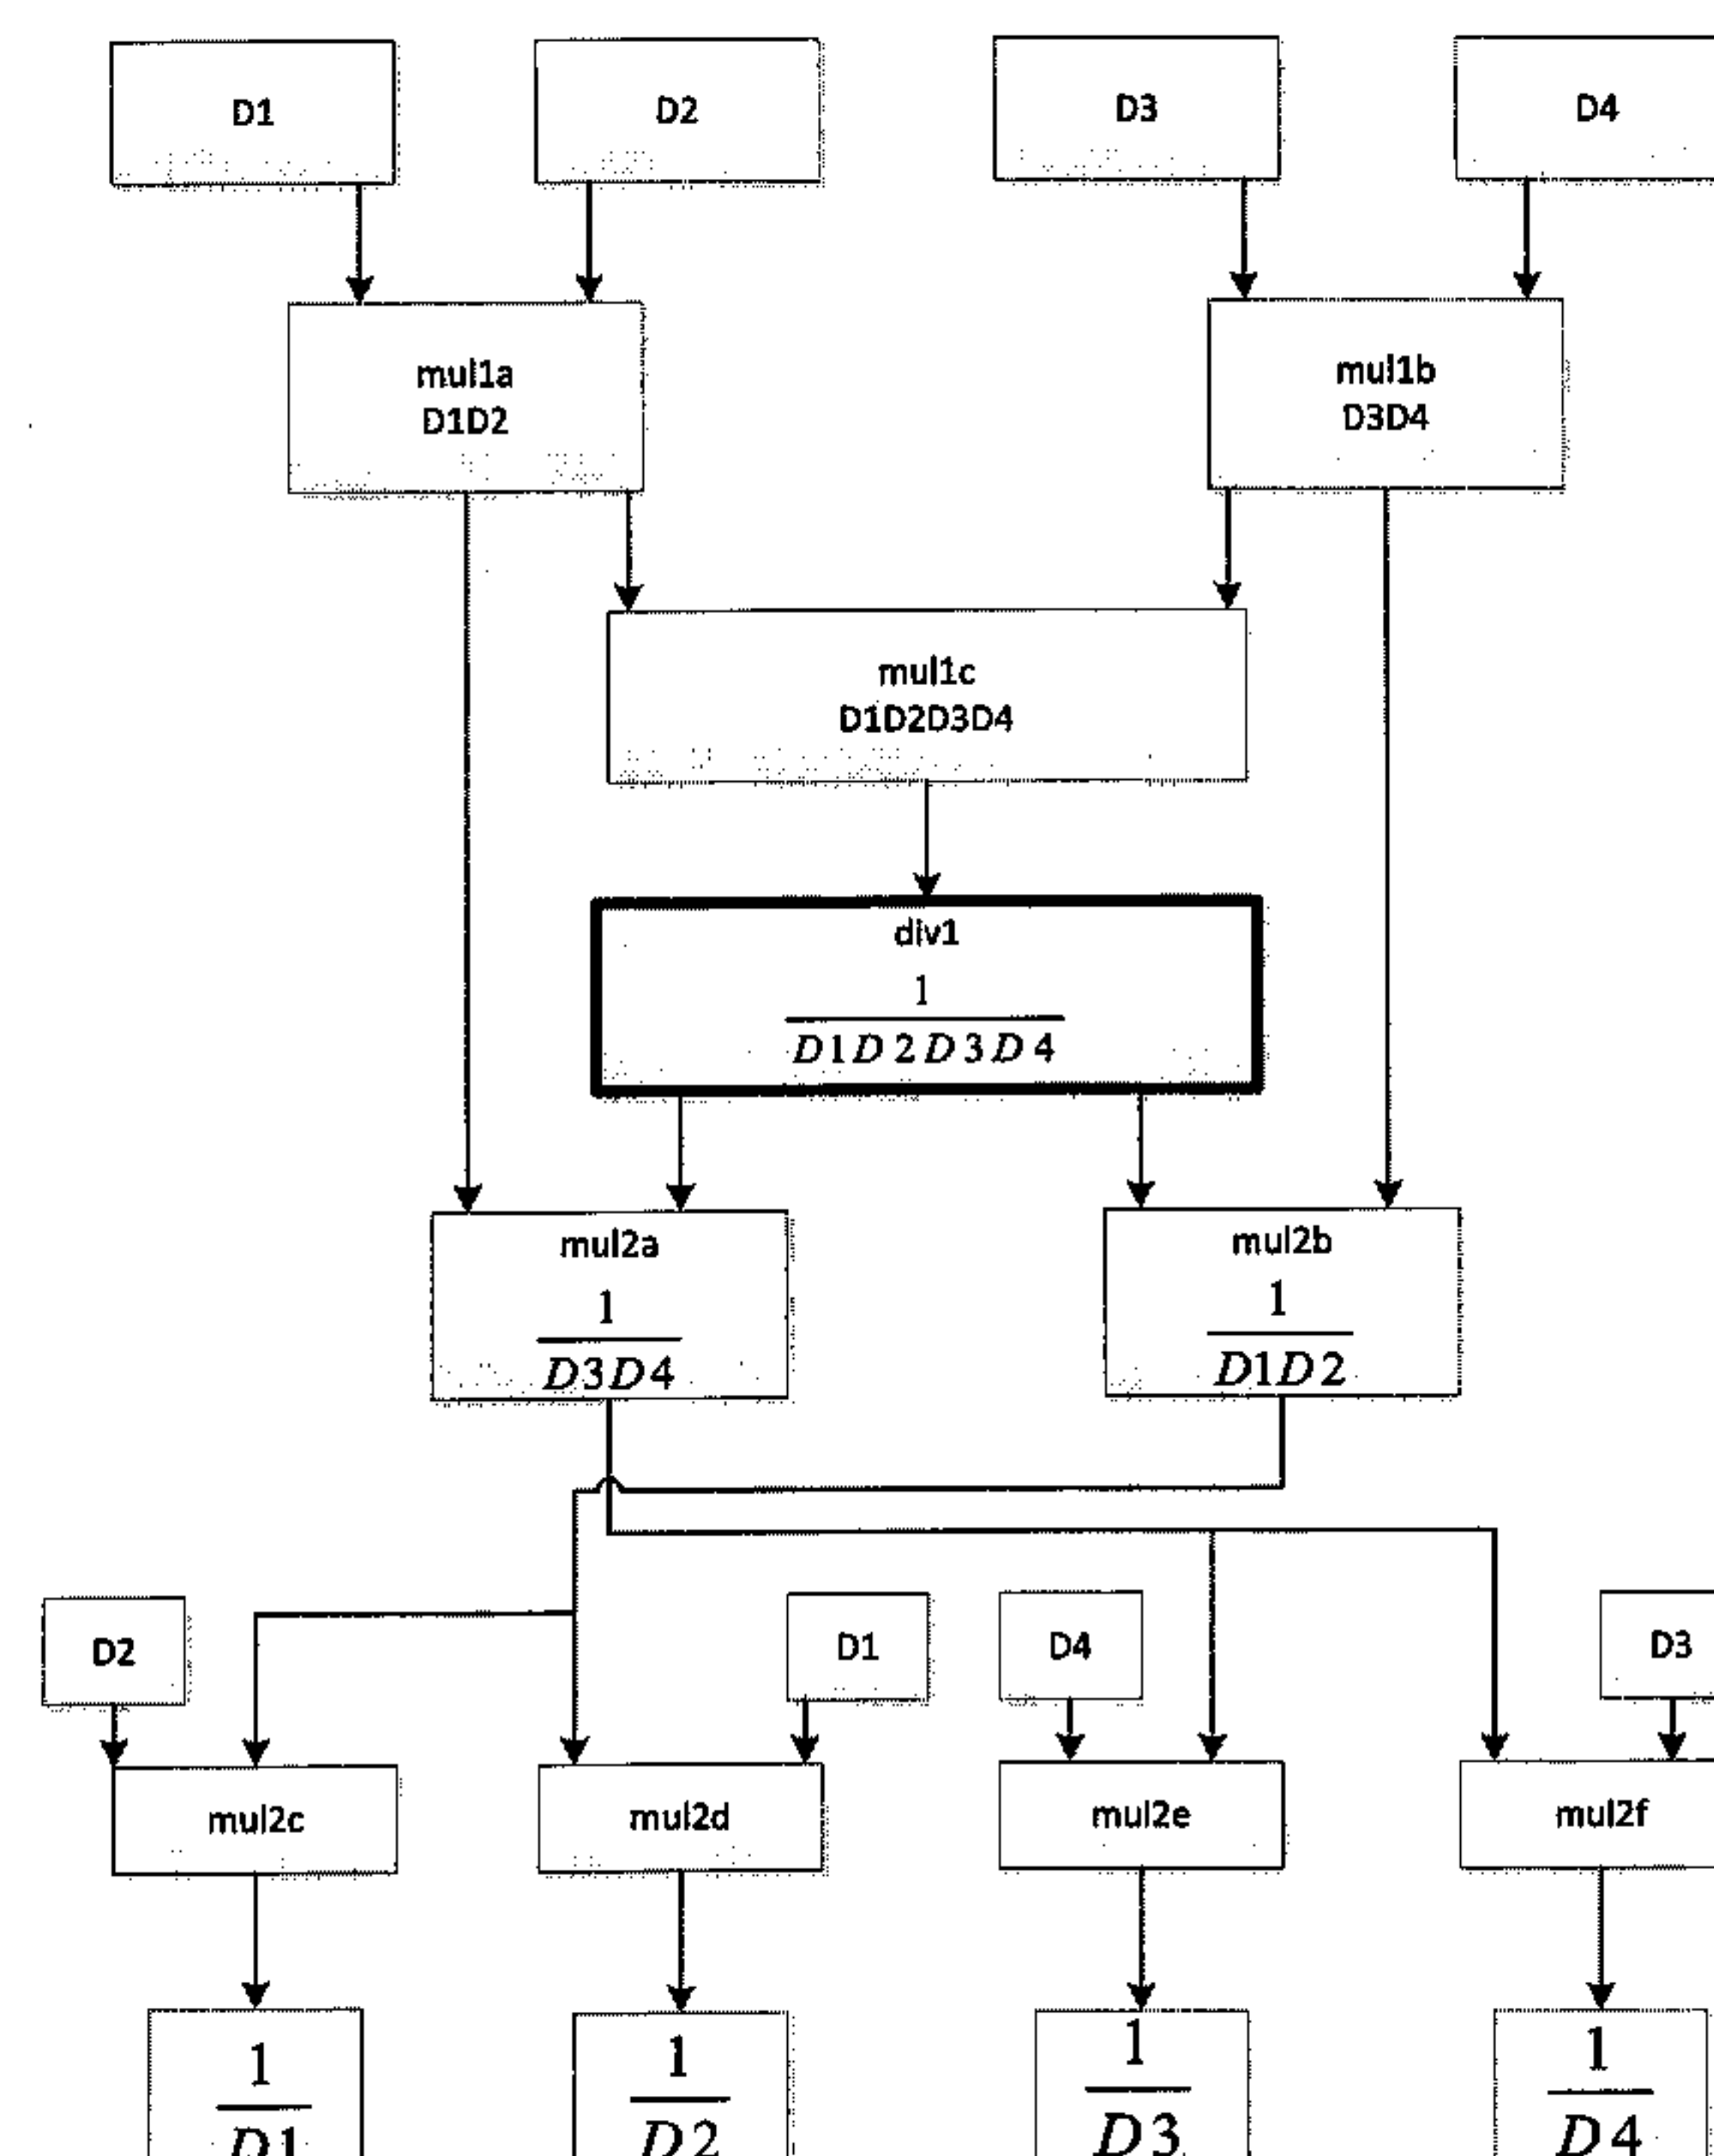 D1
D2
D3
D4
mul1a
D1D2
mul1b
D3D4
mul1c
D1D2D3D4
div1
1
D1D2D3D4
mul2a
1
D3D4
mul2b
1
D1D2
D2
D1
D4
D3
mul2c
mul2d
mul2e
mul2f
1
D1
1
D2
1
D3
1
D4